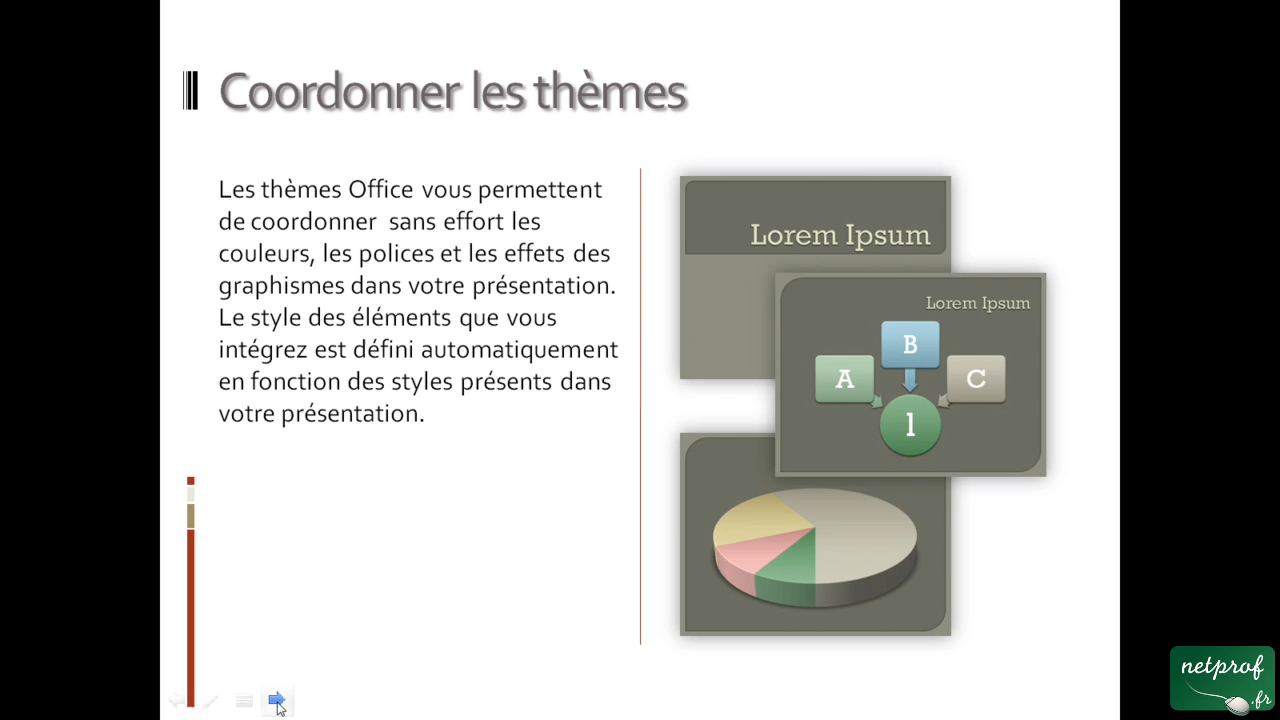 Coordonner les thèmes
Les thèmes Office vous permettent
de coordonner sans effort les
couleurs, les polices et les effets des
graphismes dans votre présentation.
Le style des éléments que vous
intégrez est défini automatiquement
en fonction des styles présents dans
votre présentation.
Lorem Ipsum
Lorem Ipsum
B
A
C
1
netprof
.fr